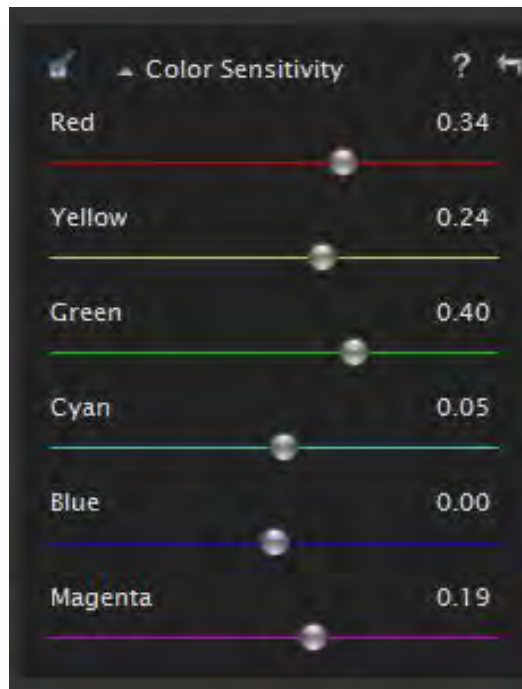 Color Sensitivity ?
Red 0.34
Yellow 0.24
Green 0.40
Cyan 0.05
Blue 0.00
Magenta 0.19